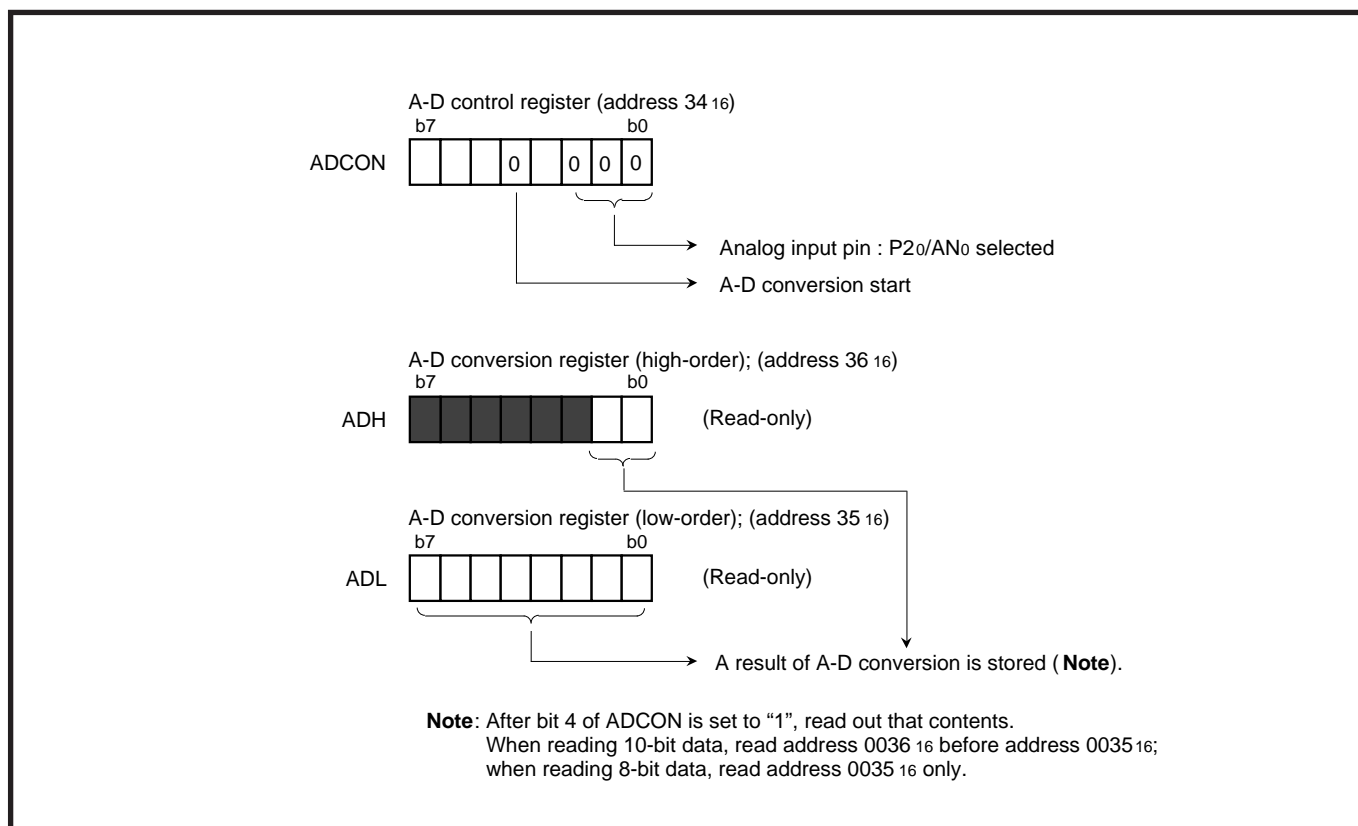 A-D control register (address 34 16)
b7 b0
ADCON 0 0 0 0
Analog input pin : P20/AN0 selected
A-D conversion start
A-D conversion register (high-order); (address 36 16)
b7 b0
ADH (Read-only)
A-D conversion register (low-order); (address 35 16)
b7 b0
ADL (Read-only)
A result of A-D conversion is stored ( Note).
Note: After bit 4 of ADCON is set to “1”, read out that contents.
When reading 10-bit data, read address 0036 16 before address 0035 16;
when reading 8-bit data, read address 0035 16 only.